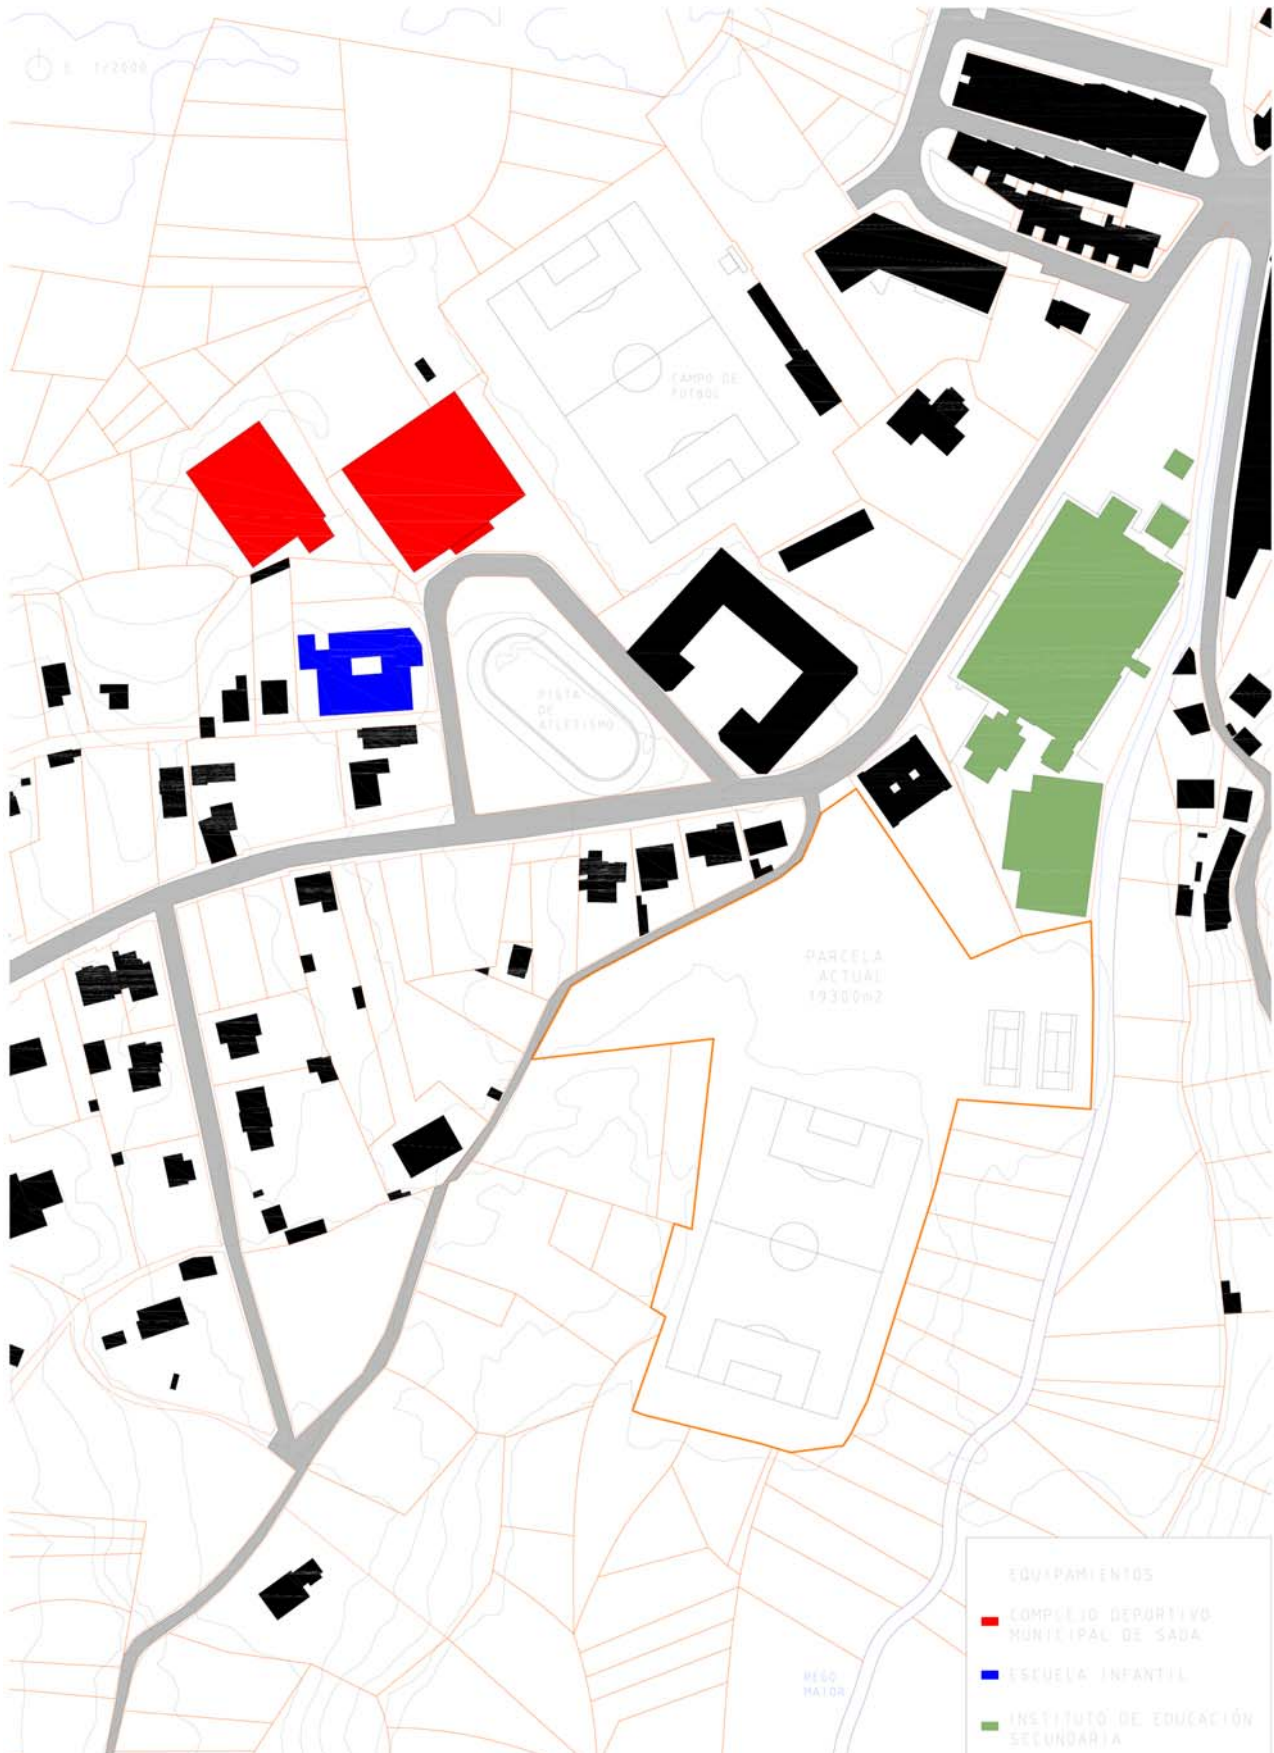 E 1/2000
CAMPO DE
FUTBOL
PISTA
DE
ATLETISMO
PARCELA
ACTUAL
19300m2
EQUIPAMIENTOS
COMPLEJO DEPORTIVO
MUNICIPAL DE SADA
ESCUELA INFANTIL
INSTITUTO DE EDUCACIÓN
SECUNDARIA
REGO
MAIOR